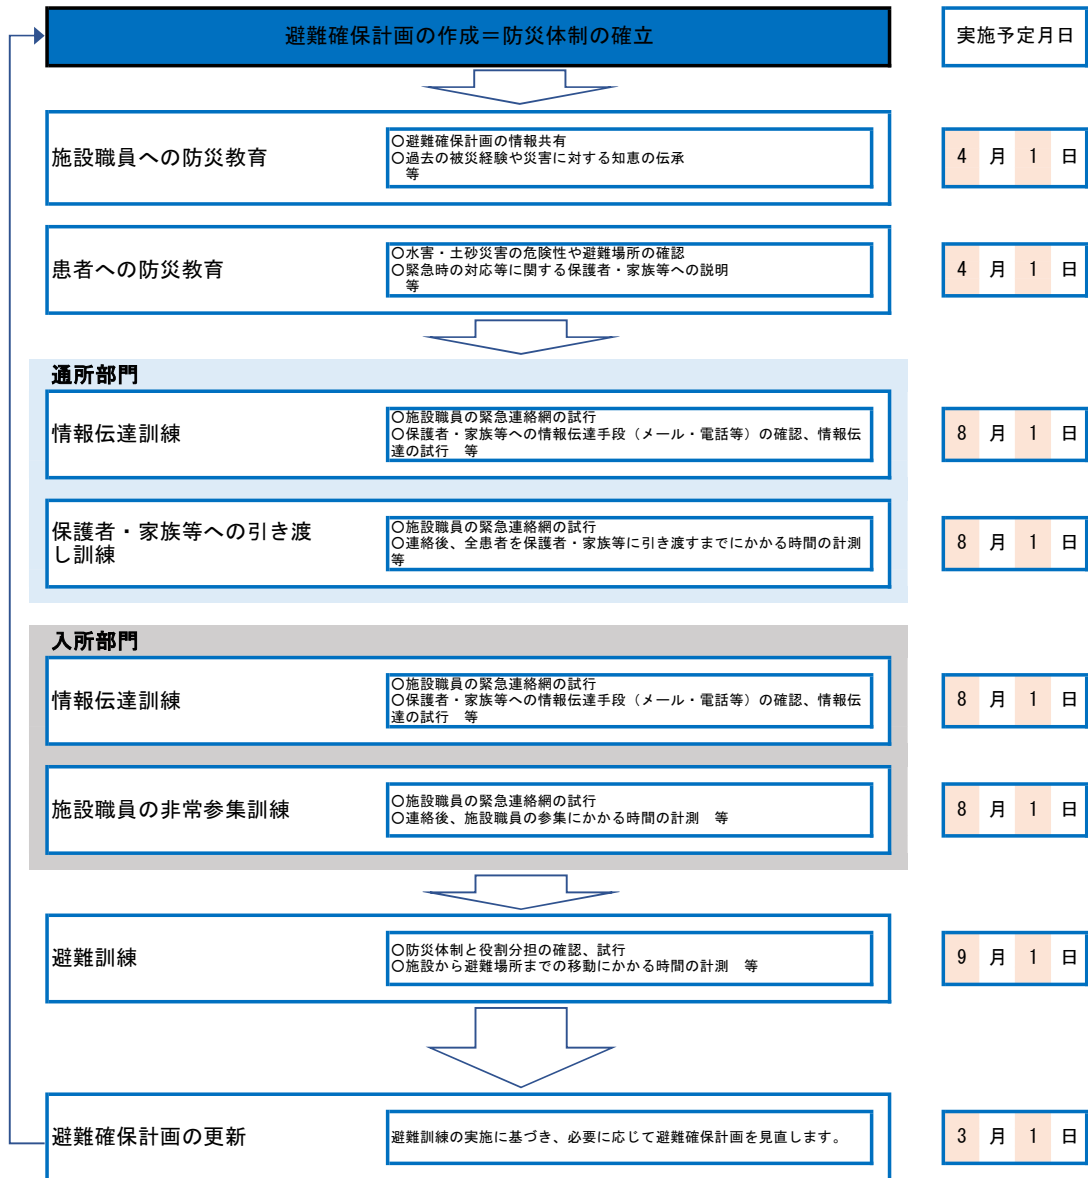 避難確保計画の作成＝防災体制の確立
実施予定月日
施設職員への防災教育
〇避難確保計画の情報共有
〇過去の被災経験や災害に対する知恵の伝承
等
4 月 1 日
患者への防災教育
〇水害・土砂災害の危険性や避難場所の確認
〇緊急時の対応等に関する保護者・家族等への説明
等
4 月 1 日
通所部門
情報伝達訓練
〇施設職員の緊急連絡網の試行
〇保護者・家族等への情報伝達手段（メール・電話等）の確認、情報伝
達の試行　等
8 月 1 日
保護者・家族等への引き渡
し訓練
〇施設職員の緊急連絡網の試行
〇連絡後、全患者を保護者・家族等に引き渡すまでにかかる時間の計測
等
8 月 1 日
入所部門
情報伝達訓練
〇施設職員の緊急連絡網の試行
〇保護者・家族等への情報伝達手段（メール・電話等）の確認、情報伝
達の試行　等
8 月 1 日
施設職員の非常参集訓練
〇施設職員の緊急連絡網の試行
〇連絡後、施設職員の参集にかかる時間の計測　等
8 月 1 日
避難訓練
〇防災体制と役割分担の確認、試行
〇施設から避難場所までの移動にかかる時間の計測　等
9 月 1 日
避難確保計画の更新
避難訓練の実施に基づき、必要に応じて避難確保計画を見直します。
3 月 1 日